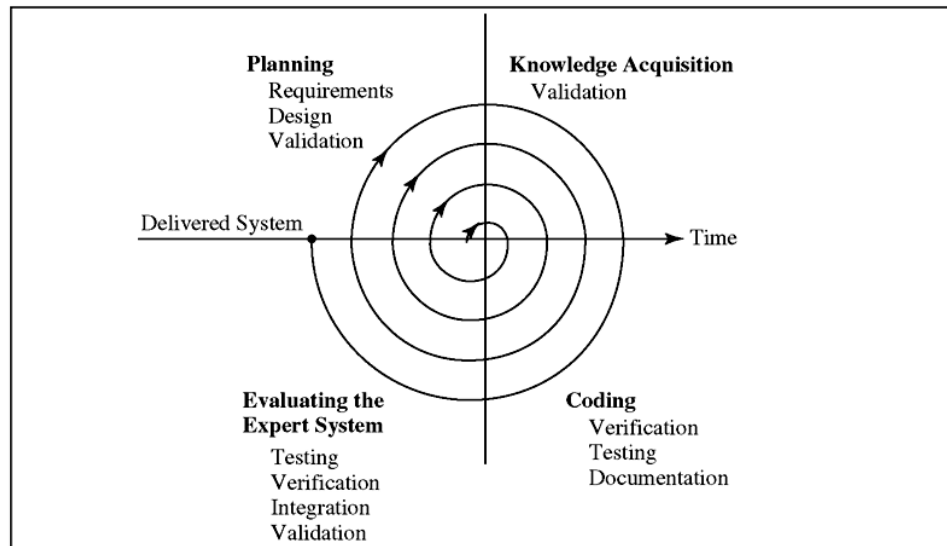 Planning
Requirements
Design
Validation
Knowledge Acquisition
Validation
Delivered System
Time
Evaluating the
Expert System
Testing
Verification
Integration
Validation
Coding
Verification
Testing
Documentation